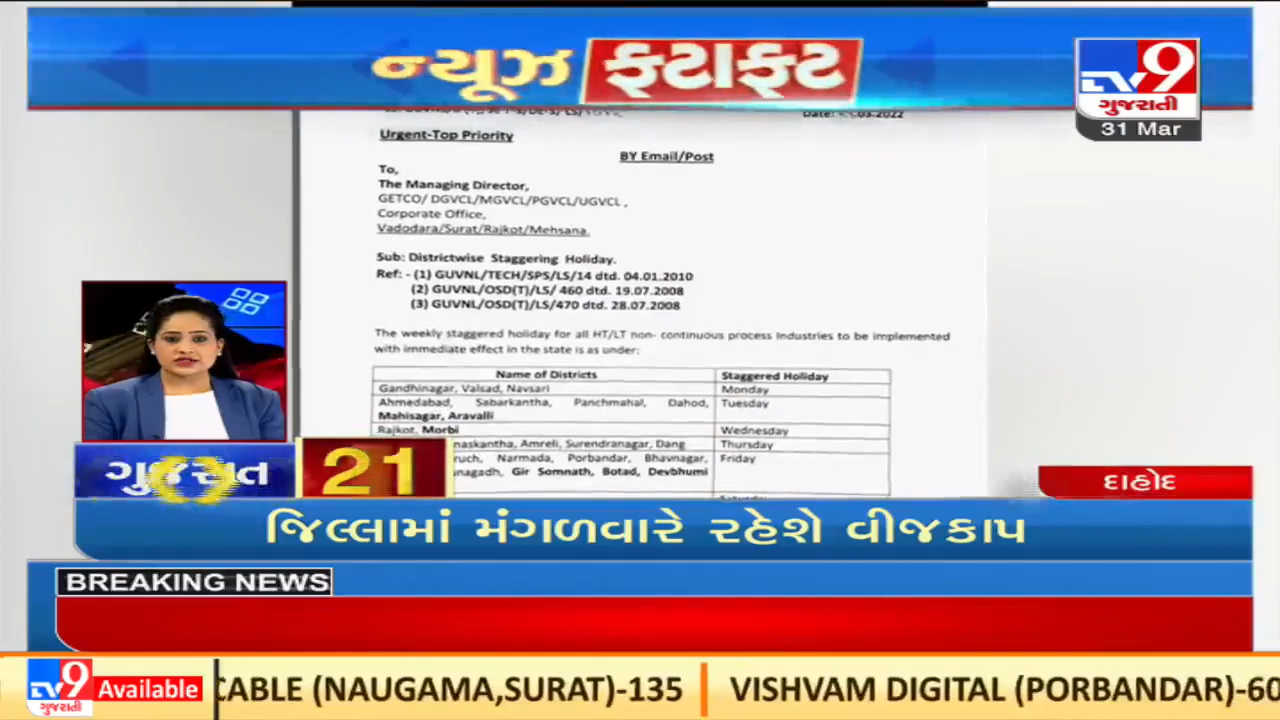 ન્યૂઝ ફટાફટ
TV9
ગુજરાતી
31 Mar
Urgent-Top Priority
BY Email/Post
To,
The Managing Director,
GETCO/ DGVCL/MGVCL/PGVCL/UGVCL ,
Corporate Office,
Vadodara/Surat/Rajkot/Mehsana.
Sub: Districtwise Staggering Holiday.
Ref: - (1) GUVNL/TECH/SPS/LS/14 dtd. 04.01.2010
(2) GUVNL/OSD(T)/LS/ 460 dtd. 19.07.2008
(3) GUVNL/OSD(T)/LS/470 dtd. 28.07.2008
The weekly staggered holiday for all HT/LT non- continuous process Industries to be implemented
with immediate effect in the state is as under:
Name of Districts Staggered Holiday
Gandhinagar, Valsad, Navsari Monday
Ahmedabad, Sabarkantha, Panchmahal, Dahod, Tuesday
Mahisagar, Aravalli
Rajkot, Morbi Wednesday
naskantha, Amreli, Surendranagar, Dang Thursday
ruch, Narmada, Porbandar, Bhavnagar, Friday
nagadh, Gir Somnath, Botad, Devbhumi
ગુજરાત 21
દાહોદ
જિલ્લામાં મંગળવારે રહેશે વીજકાપ
BREAKING NEWS
TV9
ગુજરાતી
Available
CABLE (NAUGAMA,SURAT)-135 VISHVAM DIGITAL (PORBANDAR)-60